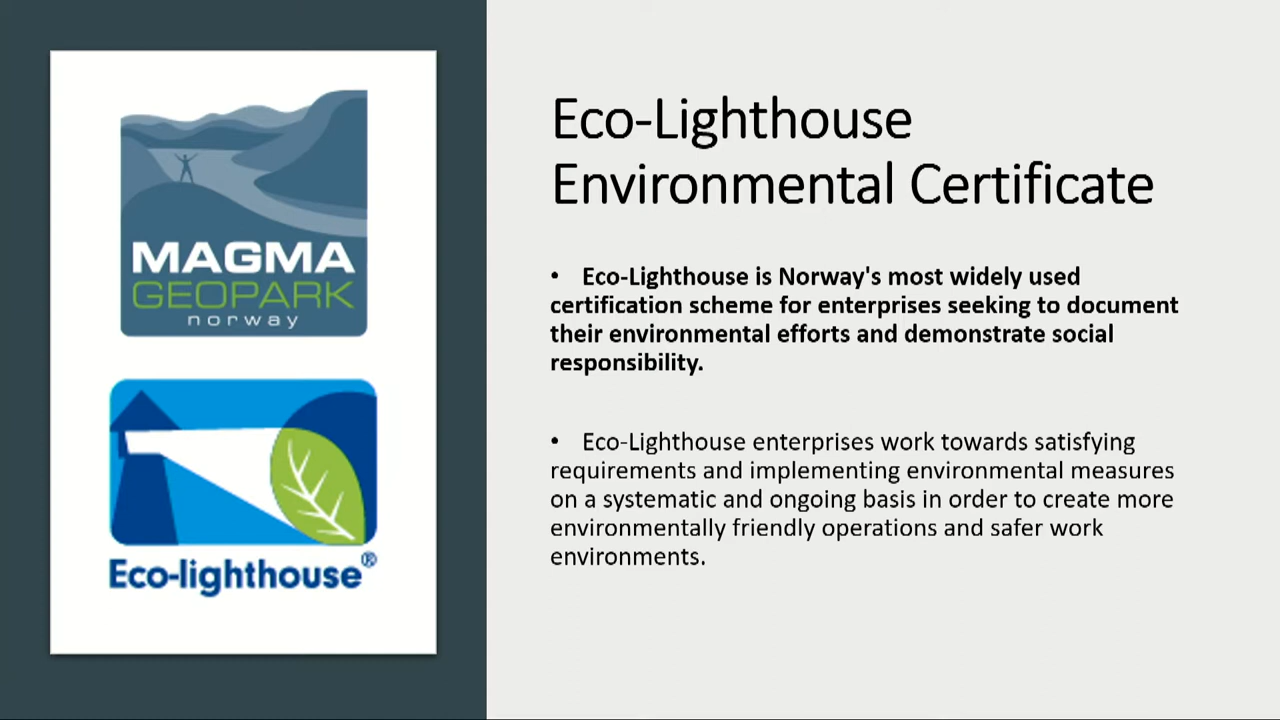 MAGMA
GEOPARK
norway
Eco-lighthouse®
Eco-Lighthouse
Environmental Certificate
• Eco-Lighthouse is Norway's most widely used
certification scheme for enterprises seeking to document
their environmental efforts and demonstrate social
responsibility.
• Eco-Lighthouse enterprises work towards satisfying
requirements and implementing environmental measures
on a systematic and ongoing basis in order to create more
environmentally friendly operations and safer work
environments.